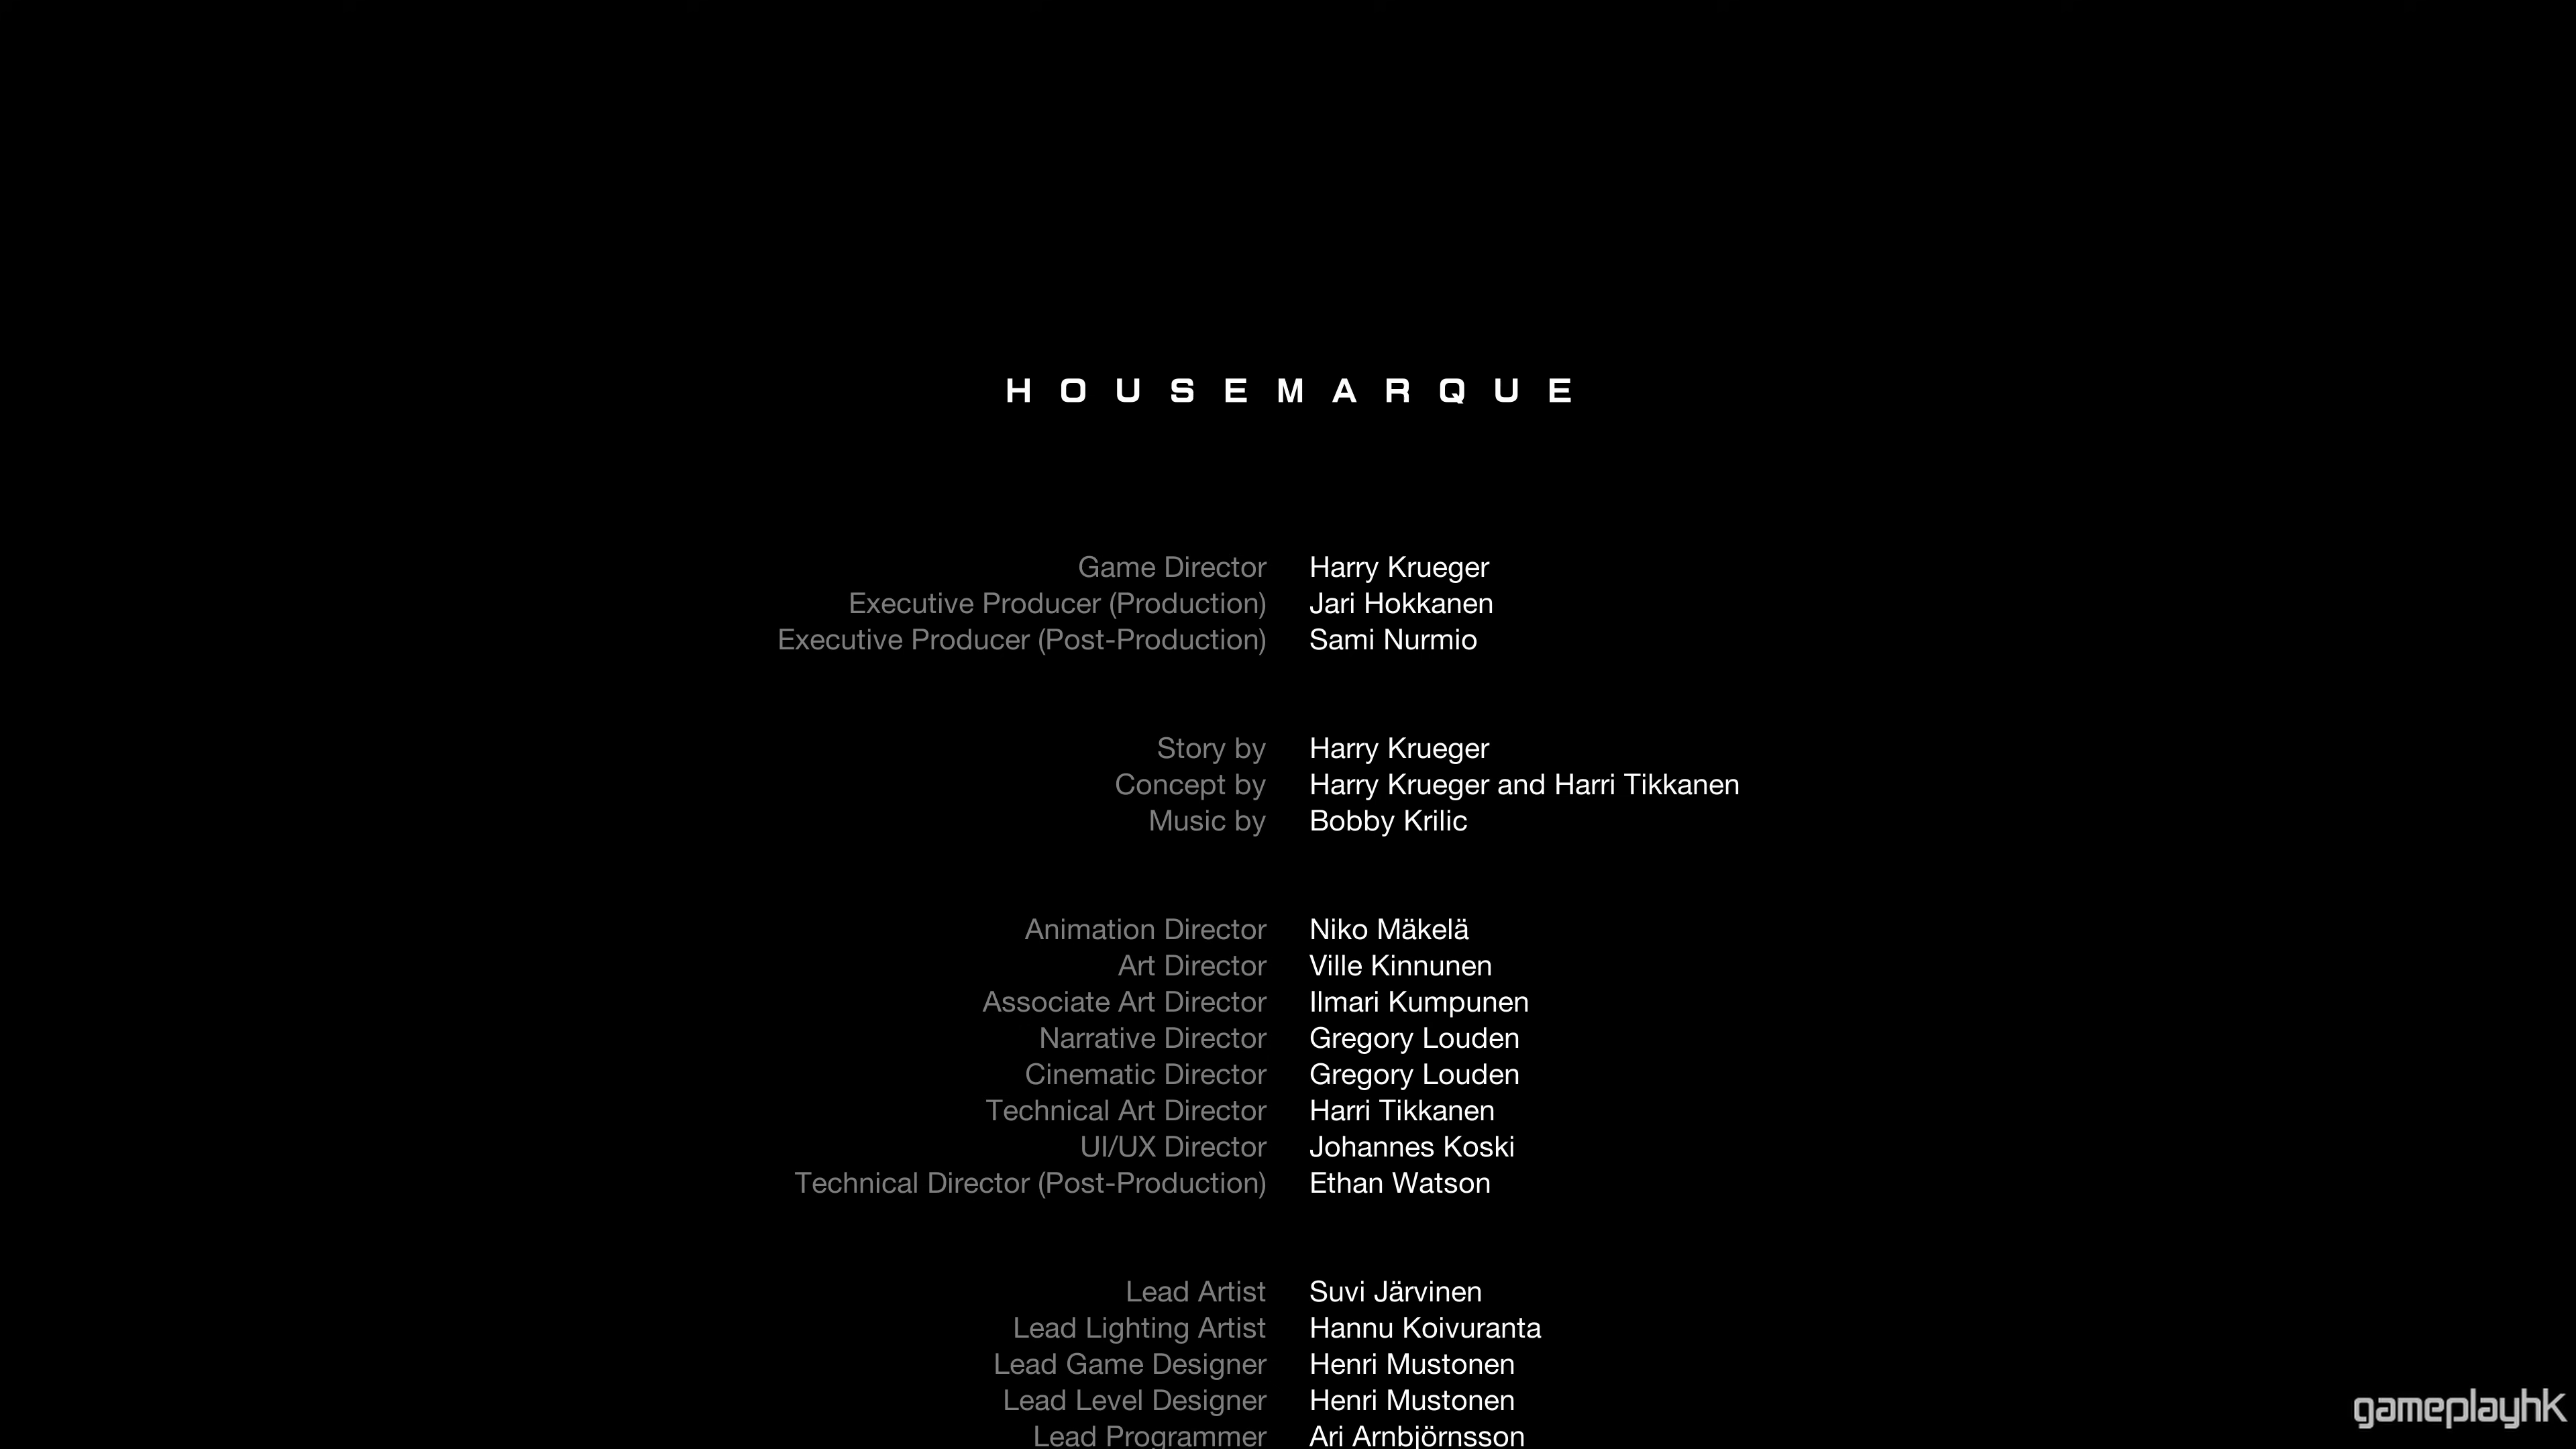 HOUSEMARQUE
Game Director Harry Krueger
Executive Producer (Production) Jari Hokkanen
Executive Producer (Post-Production) Sami Nurmio
Story by Harry Krueger
Concept by Harry Krueger and Harri Tikkanen
Music by Bobby Krilic
Animation Director Niko Mäkelä
Art Director Ville Kinnunen
Associate Art Director Ilmari Kumpunen
Narrative Director Gregory Louden
Cinematic Director Gregory Louden
Technical Art Director Harri Tikkanen
UI/UX Director Johannes Koski
Technical Director (Post-Production) Ethan Watson
Lead Artist Suvi Järvinen
Lead Lighting Artist Hannu Koivuranta
Lead Game Designer Henri Mustonen
Lead Level Designer Henri Mustonen
Lead Programmer Ari Arnbjörnsson
gameplayhk